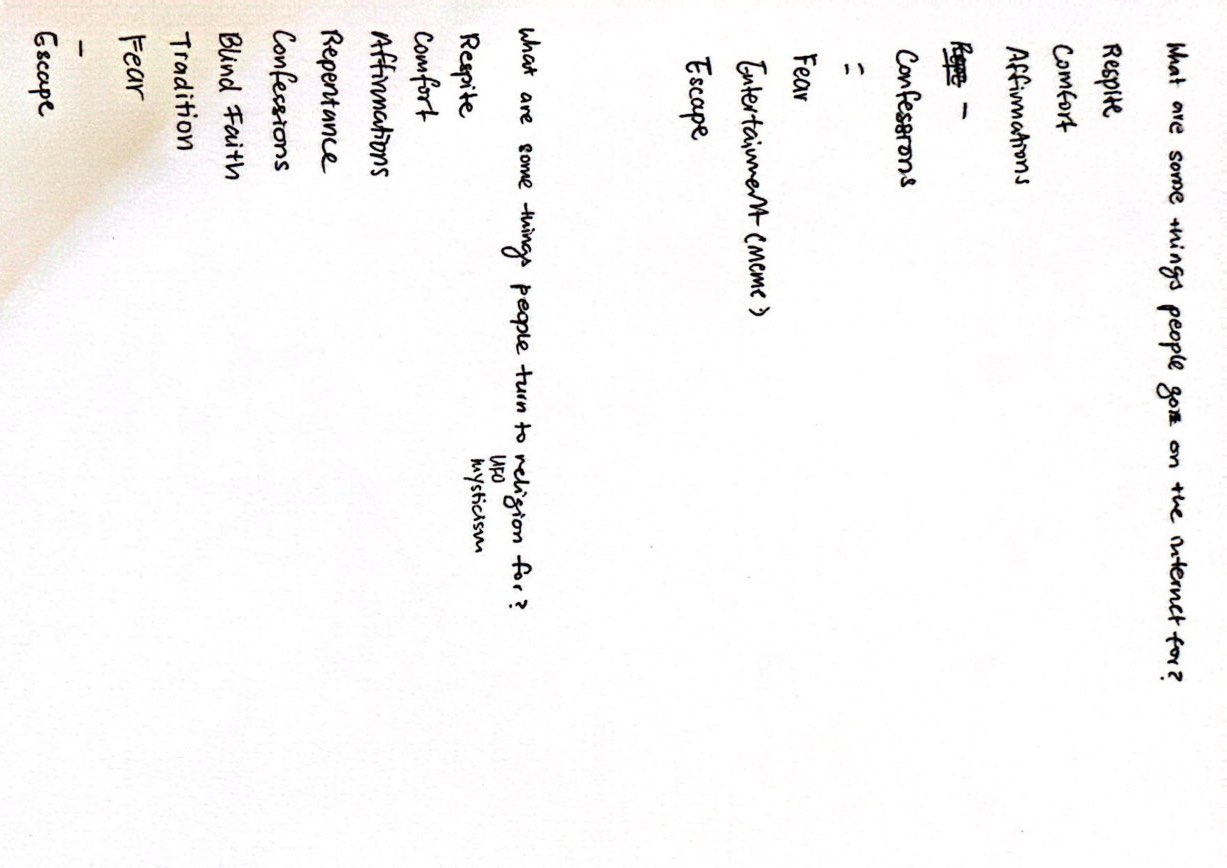 What are some things people go on the internet for?
Respite
Comfort
Affirmations
Repe -
Confessions
-
-
Fear
Entertainment (meme)
Escape
What are some things people turn to religion for?
UFO
mysticism
Respite
Comfort
Affirmations
Repentance
Confessions
Blind Faith
Tradition
Fear
-
Escape